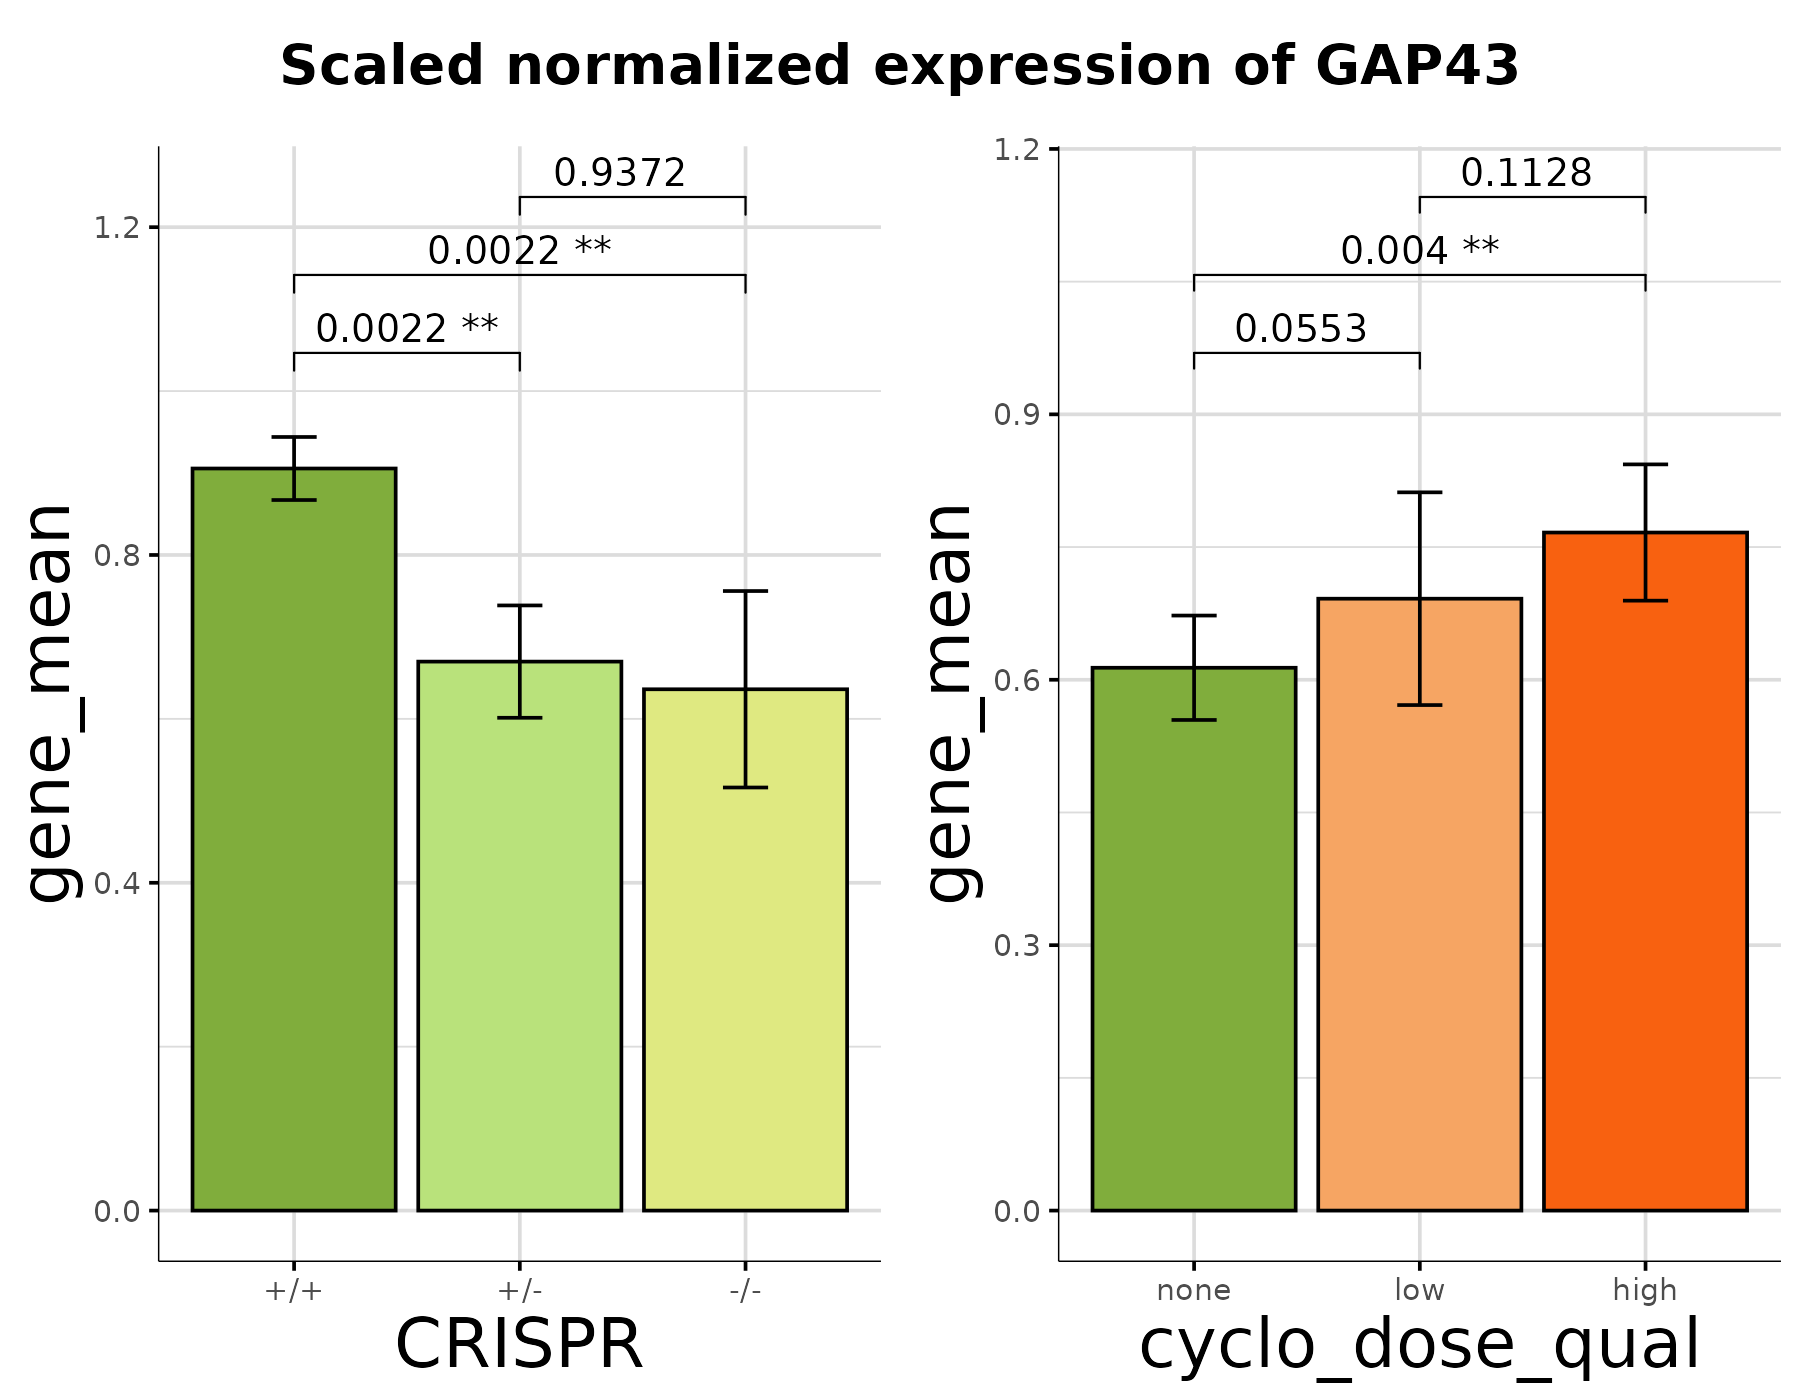 Scaled normalized expression of GAP43
gene_mean
1.2
0.8
0.4
0.0
0.9372
0.0022 **
0.0022 **
+/+
+/-
-/-
CRISPR
gene_mean
1.2
0.9
0.6
0.3
0.0
0.1128
0.004 **
0.0553
none
low
high
cyclo_dose_qual